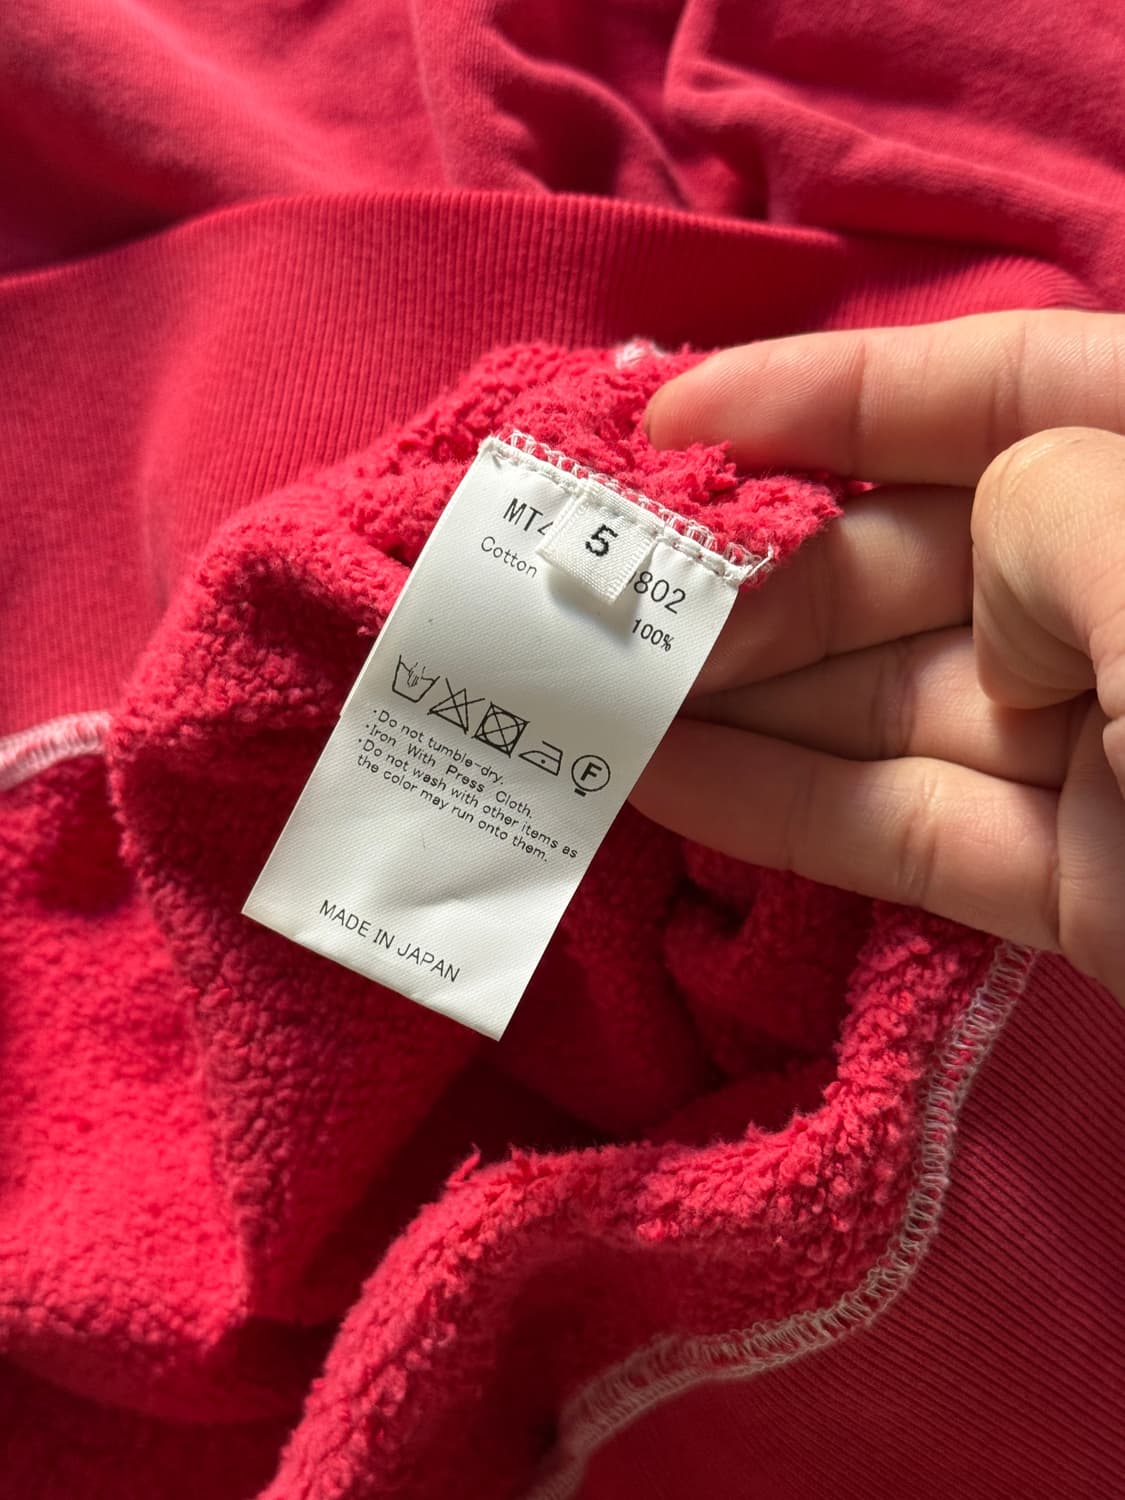 5
MT4 802
Cotton 100%
F
·Do not tumble-dry.
·Iron With Press Cloth.
·Do not wash with other items as
the color may run onto them.
MADE IN JAPAN